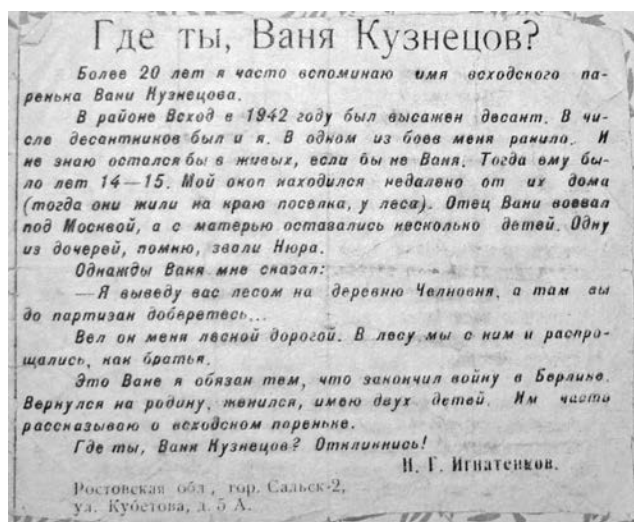 Где ты, Ваня Кузнецов?
Более 20 лет я часто вспоминаю имя всходского па-
ренька Вани Кузнецова.
В районе Всход в 1942 году был высажен десант. В чи-
сле десантников был и я. В одном из боев меня ранило. И
не знаю остался бы в живых, если бы не Ваня. Тогда ему бы-
ло лет 14—15. Мой окоп находился недалеко от их дома
(тогда они жили на краю поселка, у леса). Отец Вани воевал
под Москвой, а с матерью оставались несколько детей. Одну
из дочерей, помню, звали Нюра.
Однажды Ваня мне сказал:
—Я выведу вас лесом на деревню Челновня, а там вы
до партизан доберетесь...
Вел он меня лесной дорогой. В лесу мы с ним и распро-
щались, как братья.
Это Ване я обязан тем, что закончил войну в Берлине.
Вернулся на родину, женился, имею двух детей. Им часто
рассказываю о всходском пареньке.
Где ты, Ваня Кузнецов? Откликнись!
И. Г. Игнатенков.
Ростовская обл., гор. Сальск-2,
ул. Кубетова, д. 5 А.